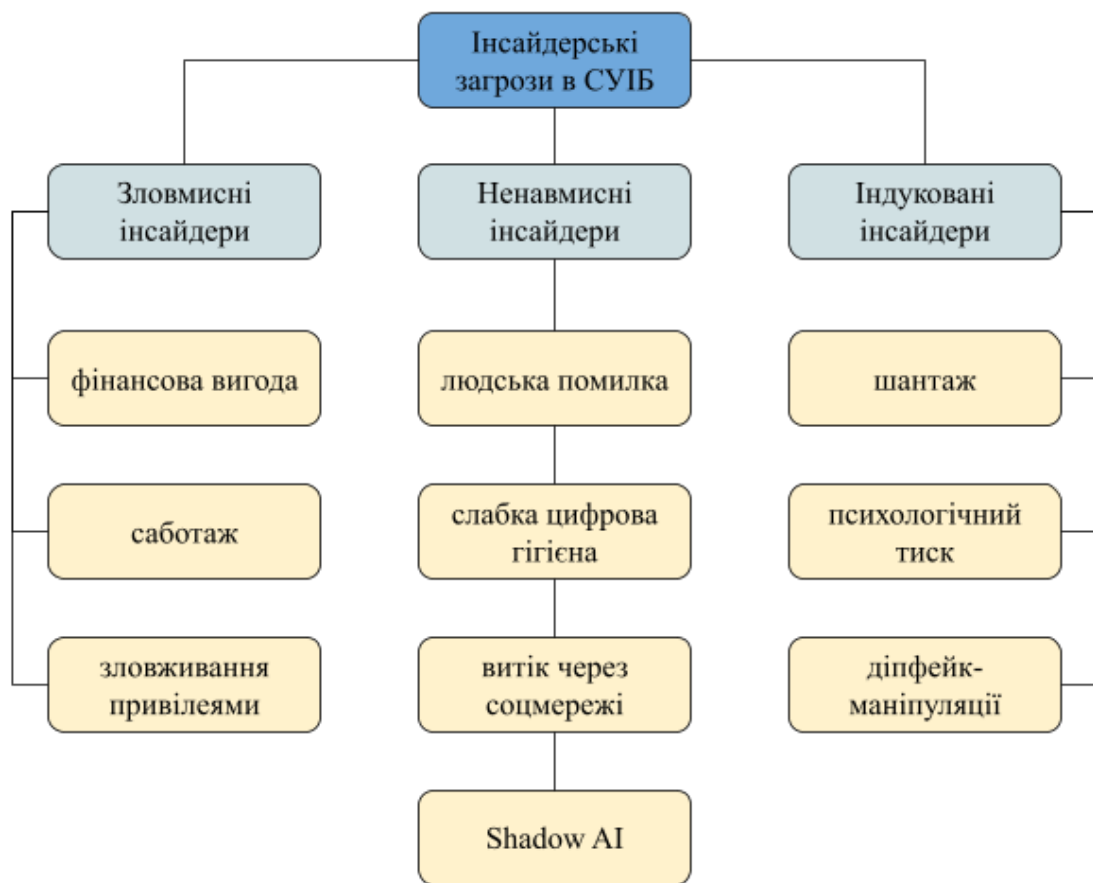 Інсайдерські
загрози в СУІБ
Зловмисні
інсайдери
Ненавмисні
інсайдери
Індуковані
інсайдери
фінансова вигода
людська помилка
шантаж
саботаж
слабка цифрова
гігієна
психологічний
тиск
зловживання
привілеями
витік через
соцмережі
діпфейк-
маніпуляції
Shadow AI